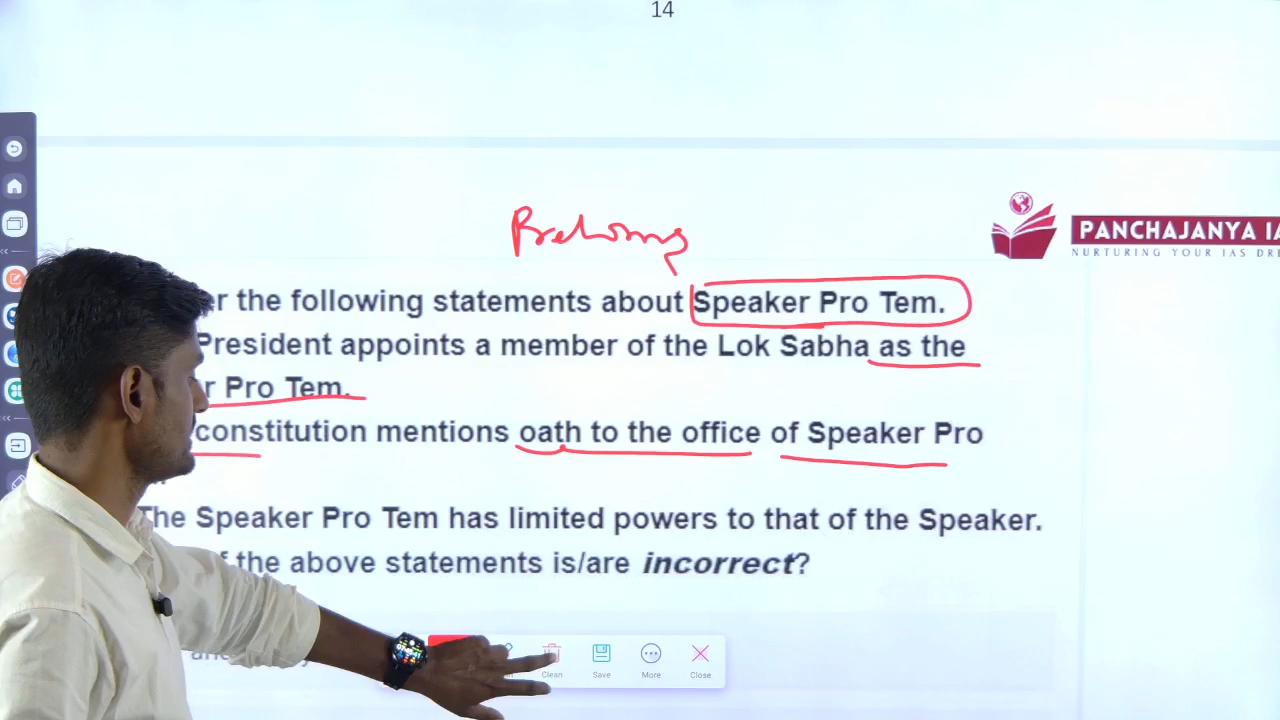 14
PANCHAJANYA IA
NURTURING YOUR IAS DRE
er the following statements about Speaker Pro Tem.
President appoints a member of the Lok Sabha as the
r Pro Tem.
constitution mentions oath to the office of Speaker Pro
The Speaker Pro Tem has limited powers to that of the Speaker.
f the above statements is/are incorrect?
Clean Save More Close